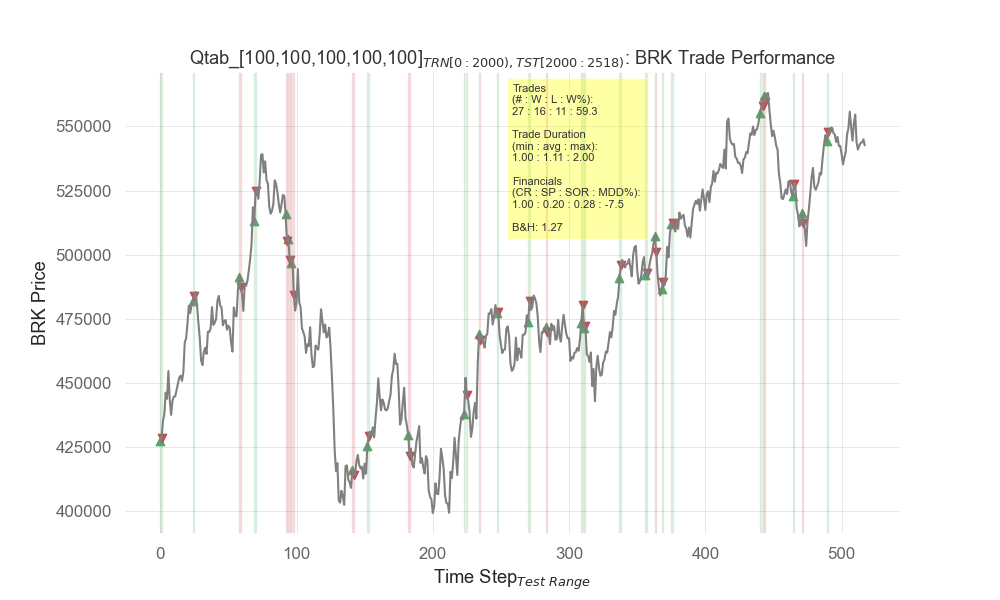 Qtab_[100,100,100,100,100]TRN[0:2000),TST[2000:2518): BRK Trade Performance
Trades
(# : W : L : W%):
27 : 16 : 11 : 59.3
Trade Duration
(min : avg : max):
1.00 : 1.11 : 2.00
Financials
(CR : SP : SOR : MDD%):
1.00 : 0.20 : 0.28 : -7.5
B&H: 1.27
BRK Price
550000
525000
500000
475000
450000
425000
400000
0 100 200 300 400 500
Time StepTest Range